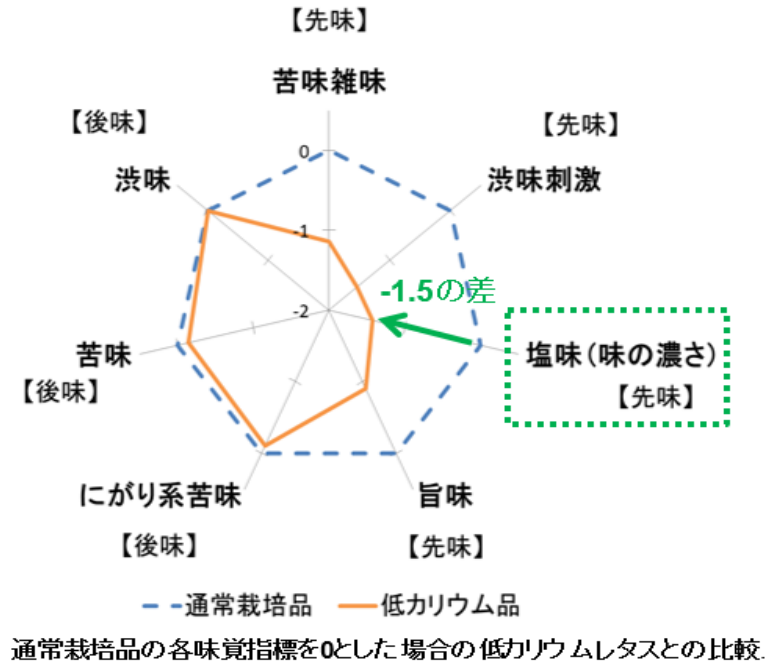 【先味】
苦味雑味
【後味】
【先味】
渋味
0
渋味刺激
-1
-1.5の差
-2
塩味(味の濃さ)
【先味】
苦味
【後味】
にがり系苦味
旨味
【後味】
【先味】
通常栽培品
低カリウム品
通常栽培品の各味覚指標を0とした場合の低カリウムレタスとの比較.